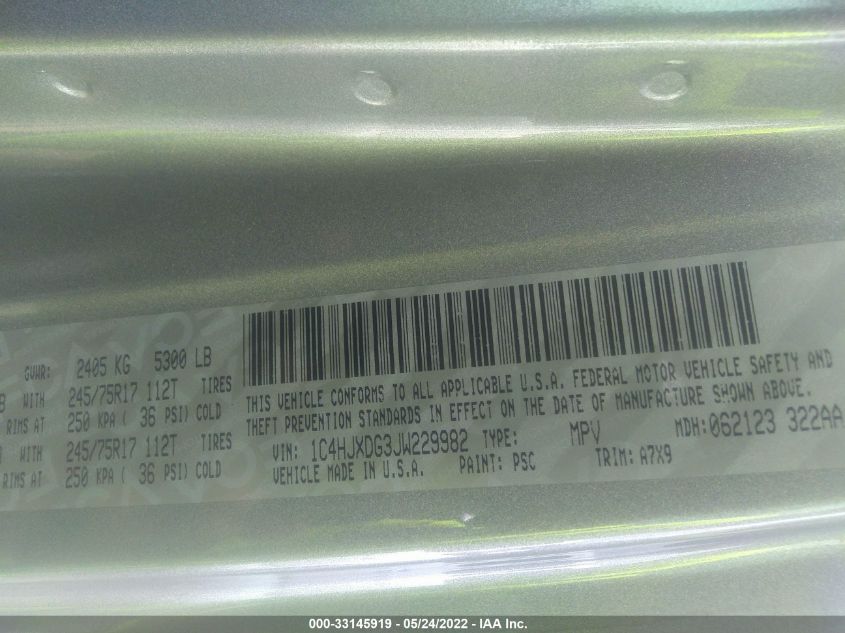 GVWR: 2405 KG 5300 LB
B WITH 245/75R17 112T TIRES
RIMS AT 250 KPA ( 36 PSI) COLD
WITH 245/75R17 112T TIRES
RIMS AT 250 KPA ( 36 PSI) COLD
THIS VEHICLE CONFORMS TO ALL APPLICABLE U.S.A. FEDERAL MOTOR VEHICLE SAFETY AND
THEFT PREVENTION STANDARDS IN EFFECT ON THE DATE OF MANUFACTURE SHOWN ABOVE.
VIN: 1C4HJXDG3JW229982 TYPE: MPV MDH: 062123 322AA
VEHICLE MADE IN U.S.A. PAINT: PSC TRIM: A7X9
000-33145919 - 05/24/2022 - IAA Inc.